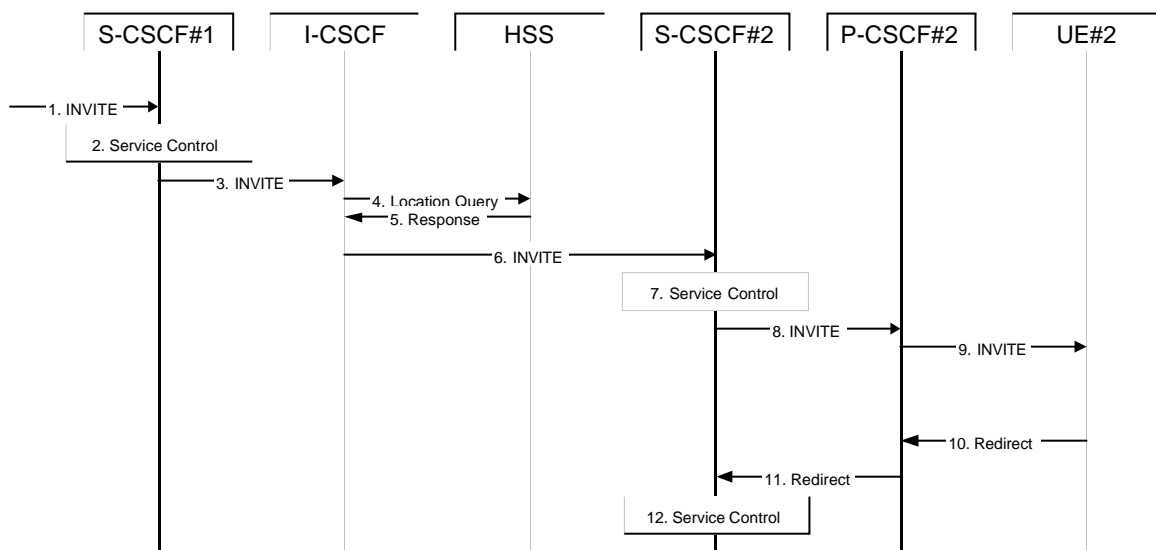 S-CSCF#1
I-CSCF
HSS
S-CSCF#2
P-CSCF#2
UE#2
1. INVITE
2. Service Control
3. INVITE
4. Location Query
5. Response
6. INVITE
7. Service Control
8. INVITE
9. INVITE
10. Redirect
11. Redirect
12. Service Control